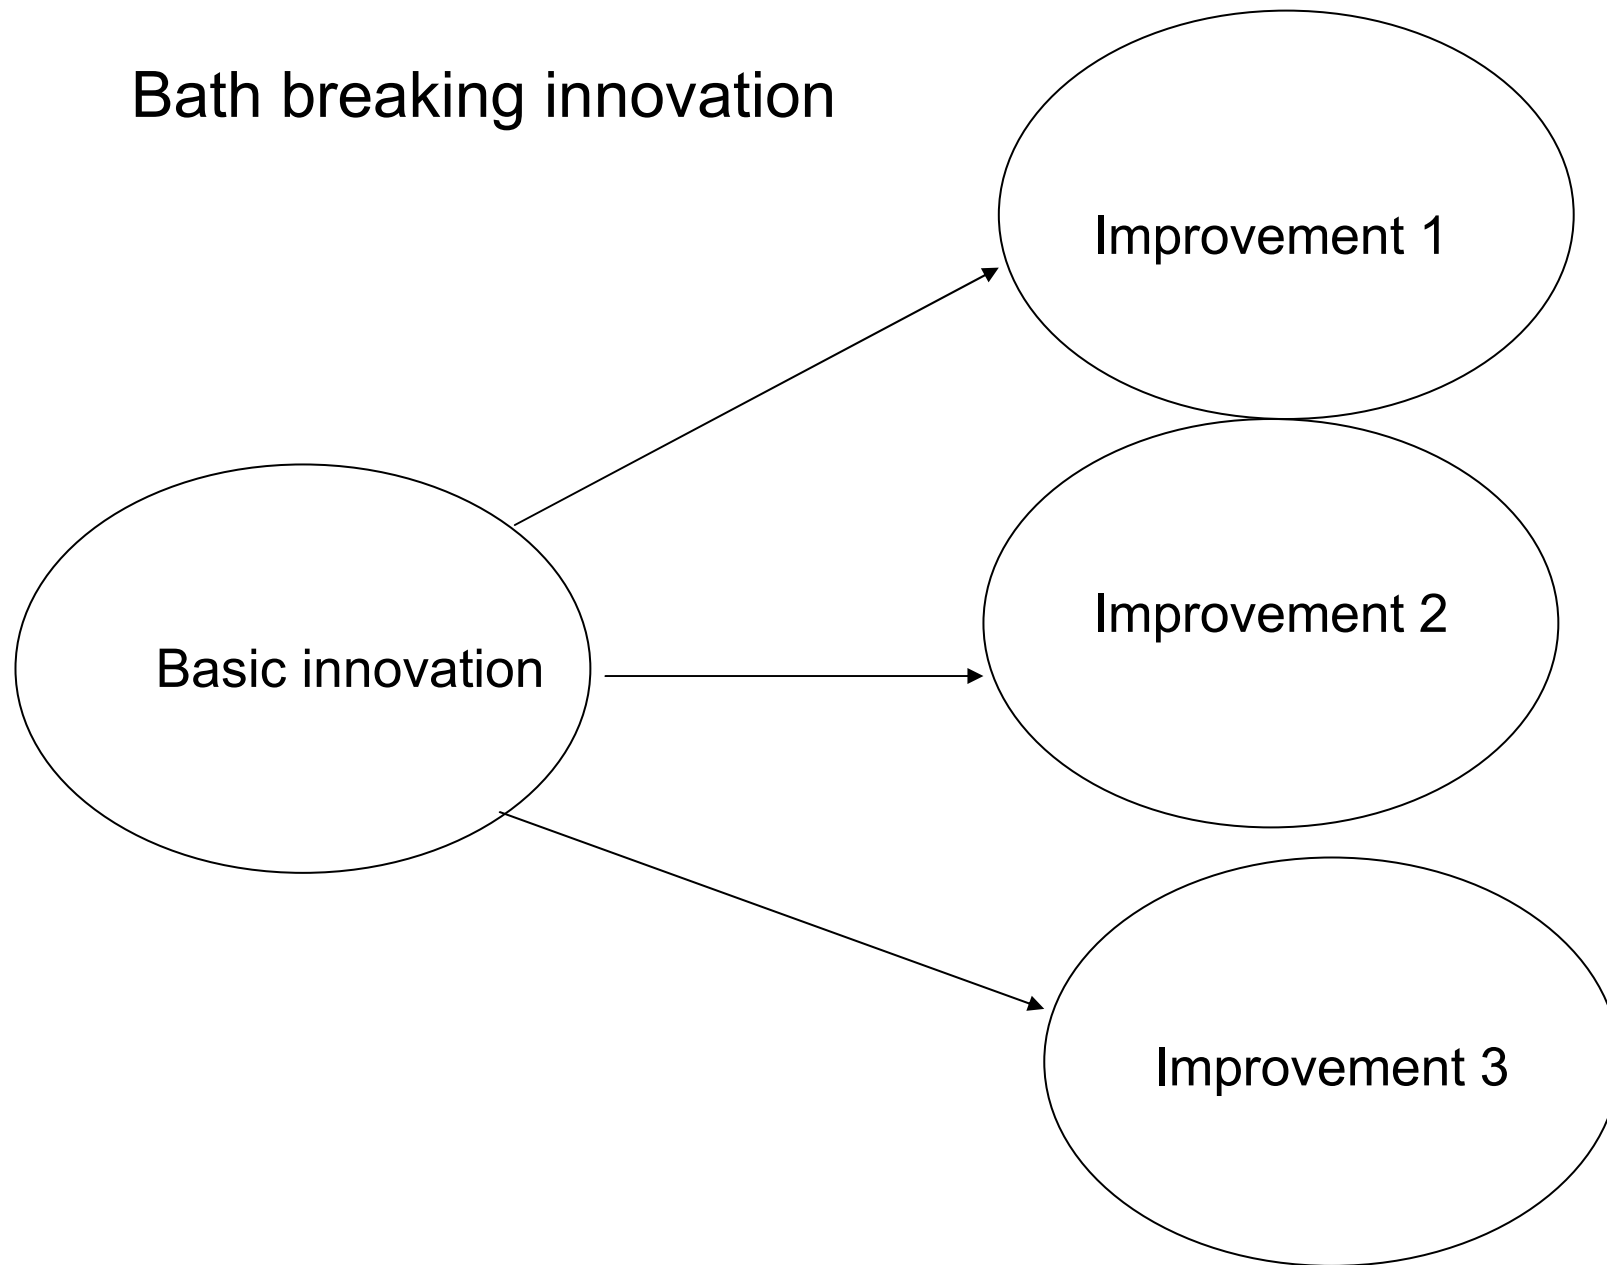 Bath breaking innovation
Improvement 1
Improvement 2
Basic innovation
Improvement 3